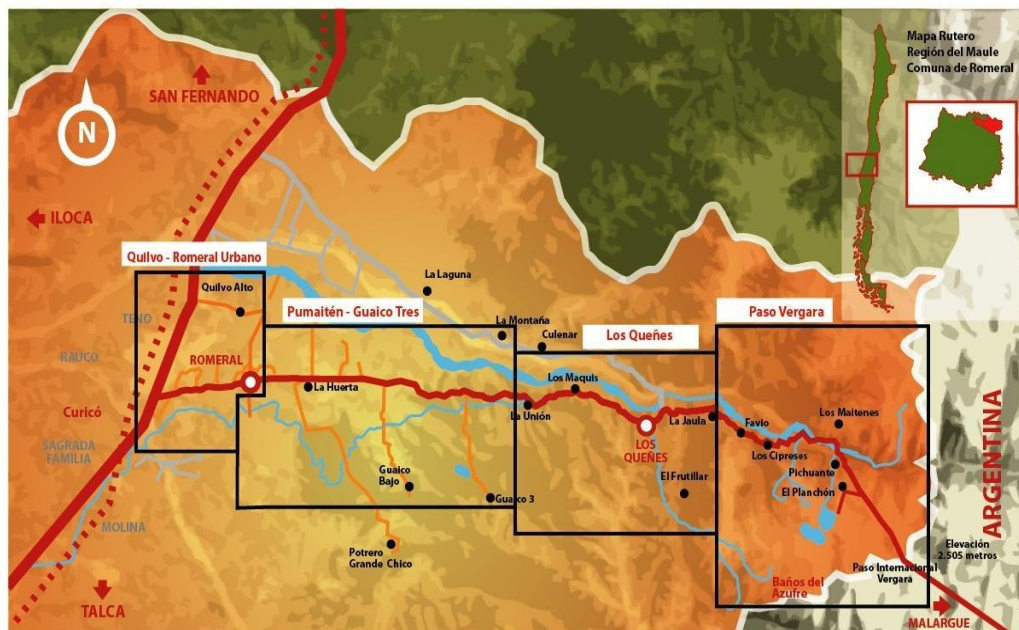 Mapa Rutero
Región del Maule
Comuna de Romeral
SAN FERNANDO
N
ILOCA
Quilvo - Romeral Urbano
Quilvo Alto
La Laguna
TENO
Pumaitén - Guaico Tres
La Montaña
Culenar
Los Queñes
Paso Vergara
RAUCO
ROMERAL
La Huerta
Los Maquis
Curicó
La Unión
La Jaula
Favio
Los Maitenes
SAGRADA
FAMILIA
LOS
QUEÑES
Los Cipreses
Pichuante
Guaico
Bajo
El Frutillar
El Planchón
Guaico 3
MOLINA
Potrero
Grande Chico
ARGENTINA
Elevación
2.505 metros
Paso Internacional
Vergara
Baños del
Azufre
TALCA
MALARGUE